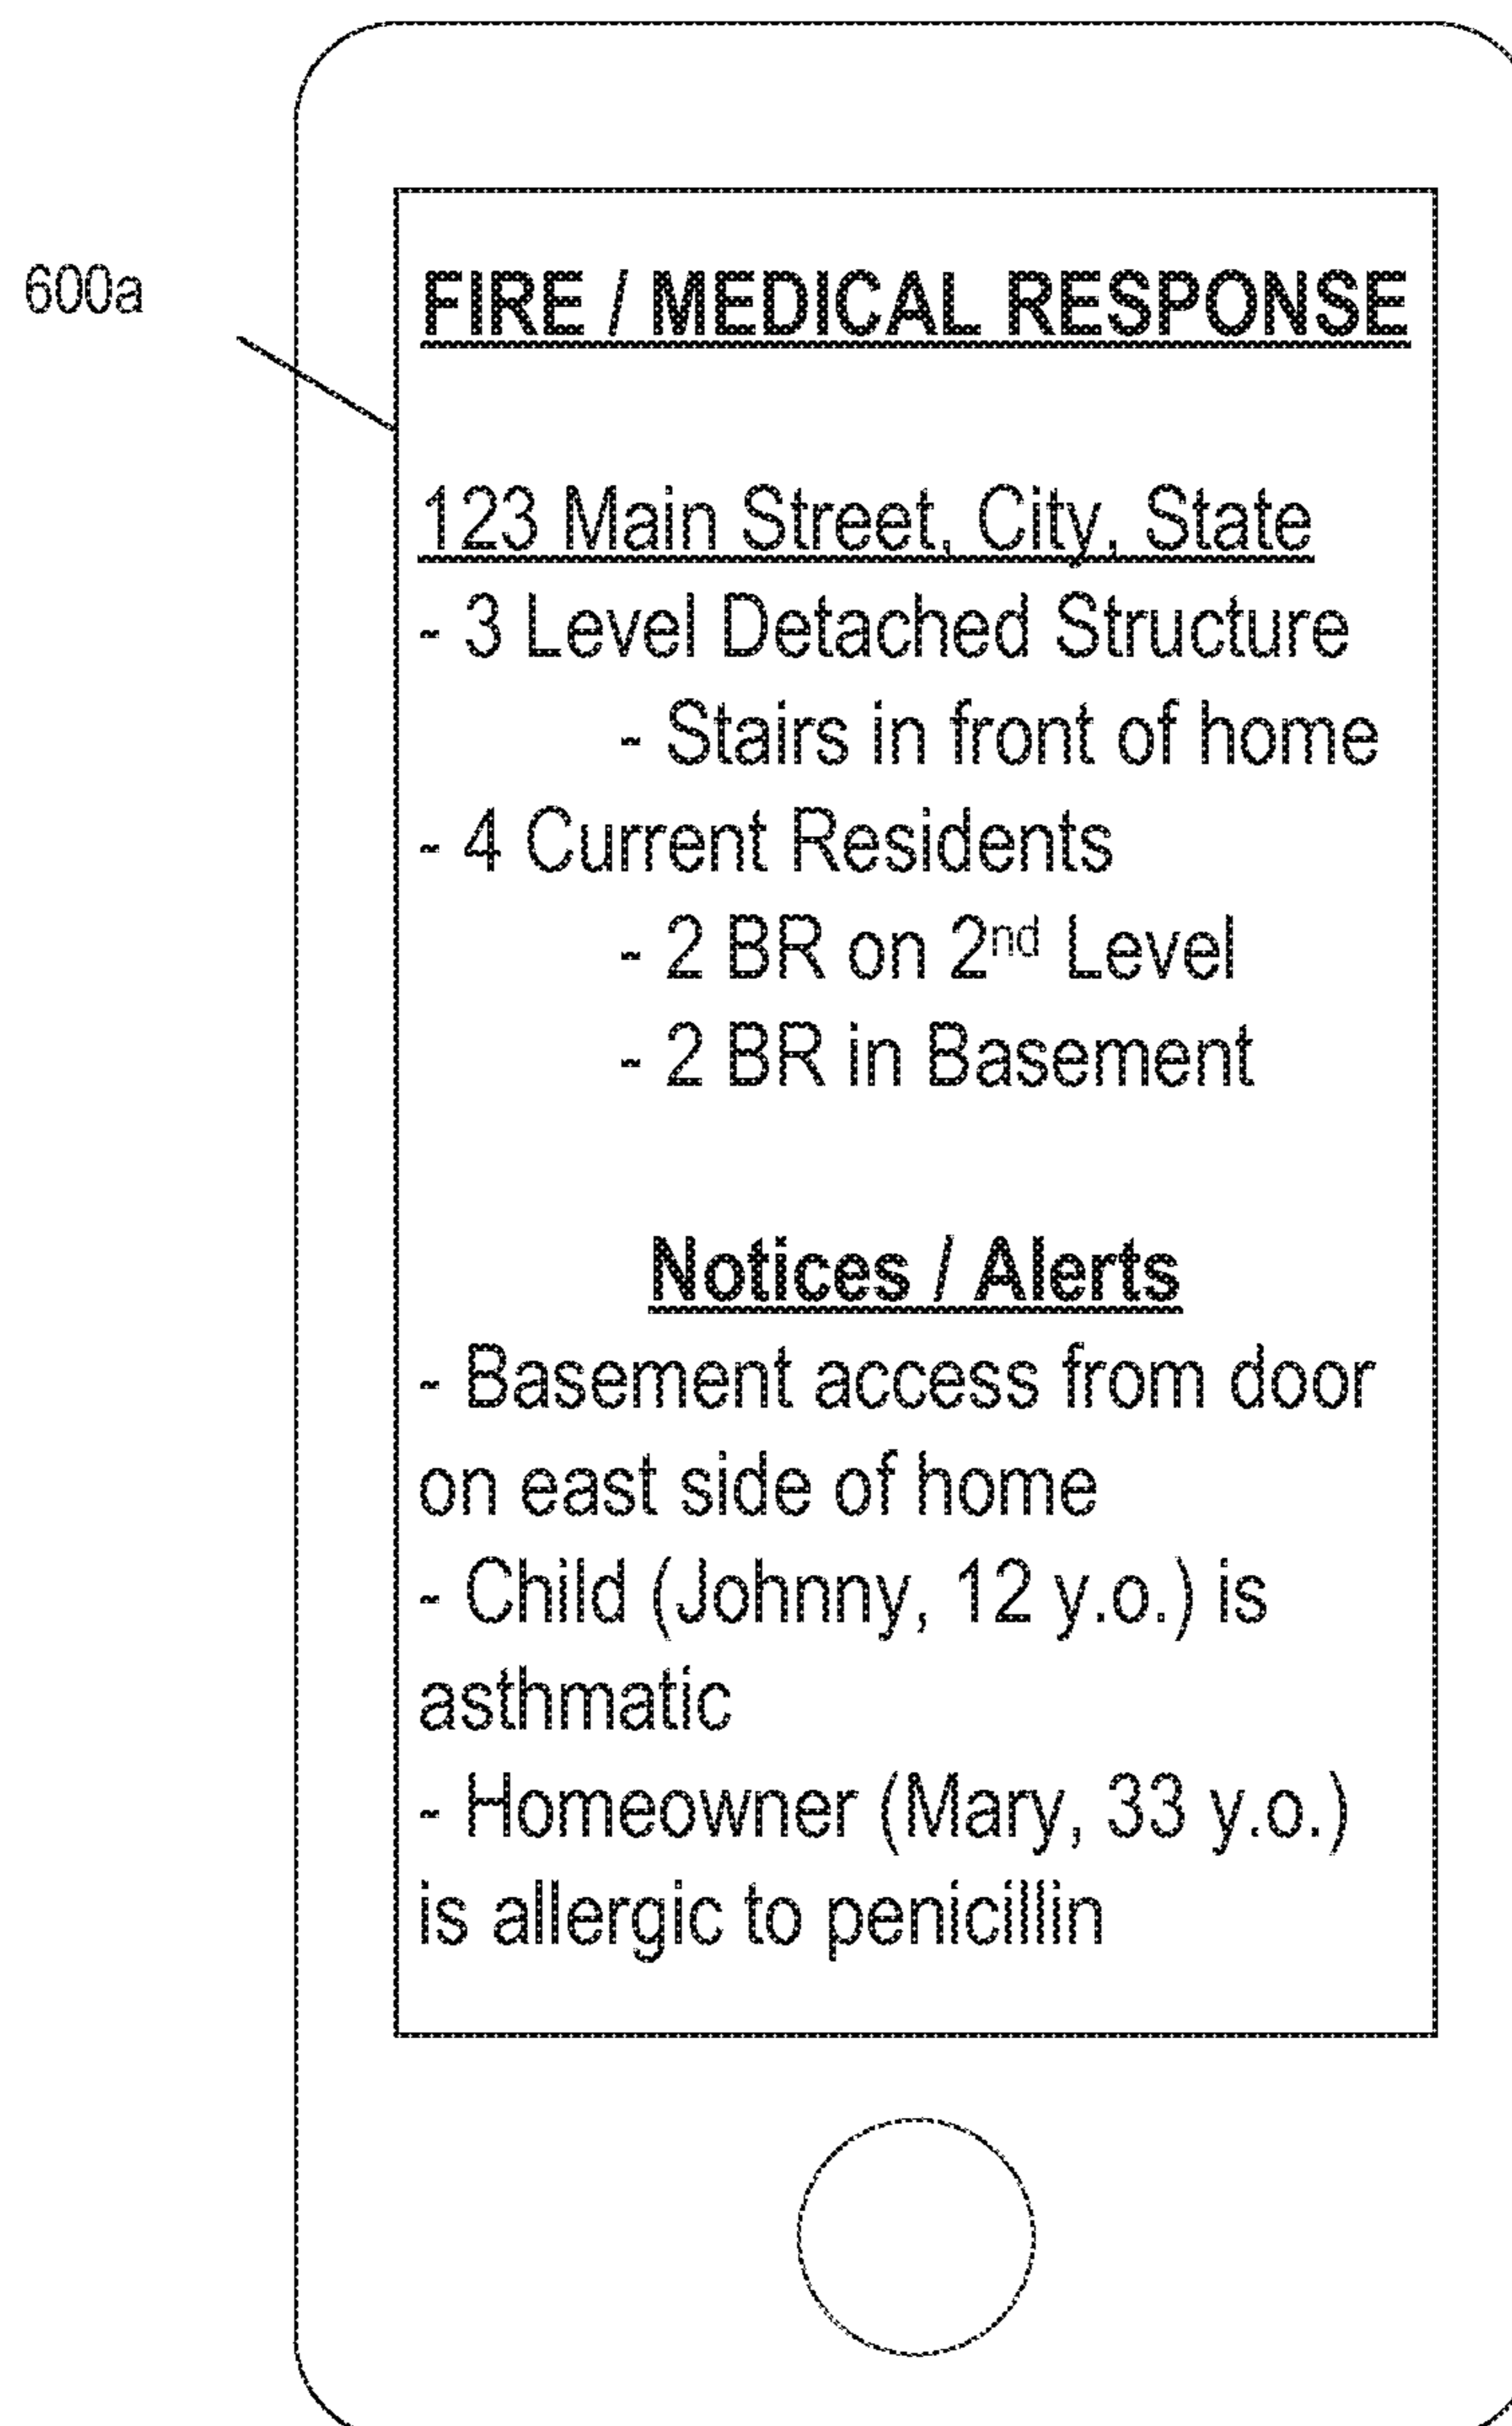 600a
FIRE / MEDICAL RESPONSE
123 Main Street, City, State
- 3 Level Detached Structure
- Stairs in front of home
- 4 Current Residents
- 2 BR on 2nd Level
- 2 BR in Basement
Notices / Alerts
- Basement access from door
on east side of home
- Child (Johnny, 12 y.o.) is
asthmatic
- Homeowner (Mary, 33 y.o.)
is allergic to penicillin